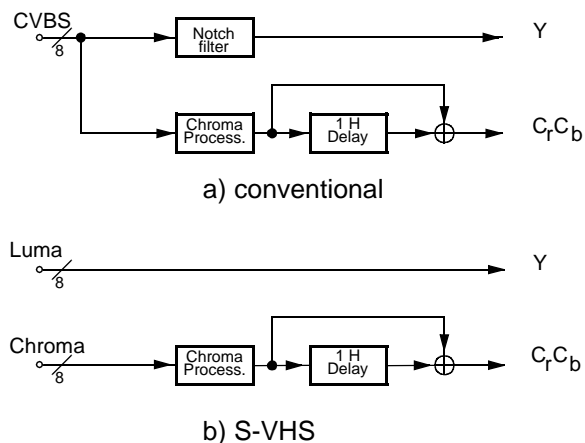 CVBS
8
Notch
filter
Y
Chroma
Process.
1 H
Delay
CrCb
a) conventional
Luma
8
Y
Chroma
8
Chroma
Process.
1 H
Delay
CrCb
b) S-VHS